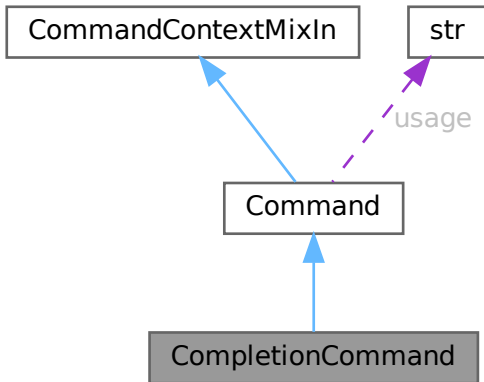 CommandContextMixIn
str
usage
Command
CompletionCommand